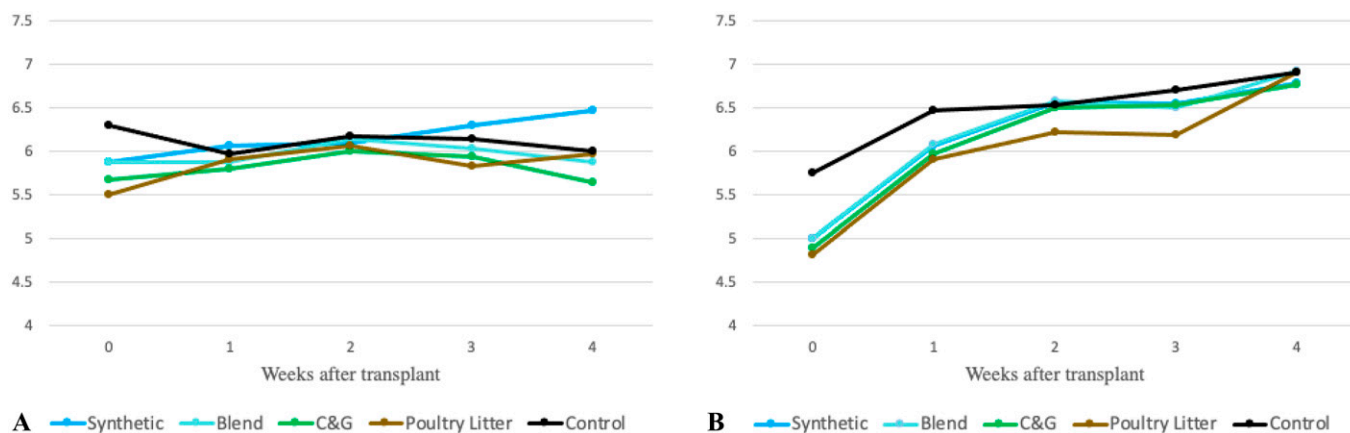 7.5
7
6.5
6
5.5
5
4.5
4
0 1 2 3 4
Weeks after transplant
A Synthetic Blend C&G Poultry Litter Control
7.5
7
6.5
6
5.5
5
4.5
4
0 1 2 3 4
Weeks after transplant
B Synthetic Blend C&G Poultry Litter Control